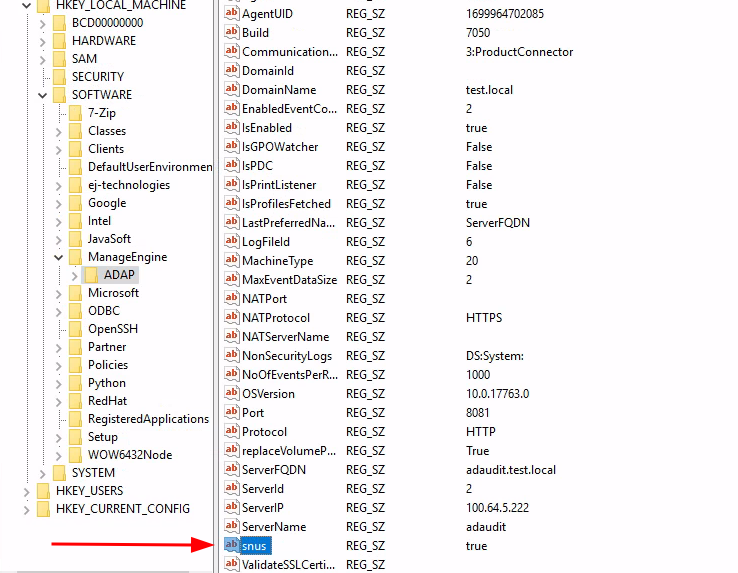 HKEY_LOCAL_MACHINE
BCD00000000
HARDWARE
SAM
SECURITY
SOFTWARE
7-Zip
Classes
Clients
DefaultUserEnvironmen
ej-technologies
Google
Intel
JavaSoft
ManageEngine
ADAP
Microsoft
ODBC
OpenSSH
Partner
Policies
Python
RedHat
RegisteredApplications
Setup
WOW6432Node
SYSTEM
HKEY_USERS
HKEY_CURRENT_CONFIG
AgentUID REG_SZ 1699964702085
Build REG_SZ 7050
Communication... REG_SZ 3:ProductConnector
DomainId REG_SZ
DomainName REG_SZ test.local
EnabledEventCo... REG_SZ 2
IsEnabled REG_SZ true
IsGPOWatcher REG_SZ False
IsPDC REG_SZ False
IsPrintListener REG_SZ False
IsProfilesFetched REG_SZ true
LastPreferredNa... REG_SZ ServerFQDN
LogFileId REG_SZ 6
MachineType REG_SZ 20
MaxEventDataSize REG_SZ 2
NATPort REG_SZ
NATProtocol REG_SZ HTTPS
NATServerName REG_SZ
NonSecurityLogs REG_SZ DS:System:
NoOfEventsPerR... REG_SZ 1000
OSVersion REG_SZ 10.0.17763.0
Port REG_SZ 8081
Protocol REG_SZ HTTP
replaceVolumeP... REG_SZ True
ServerFQDN REG_SZ adaudit.test.local
ServerId REG_SZ 2
ServerIP REG_SZ 100.64.5.222
ServerName REG_SZ adaudit
snus REG_SZ true
ValidateSSLCerti... REG_SZ